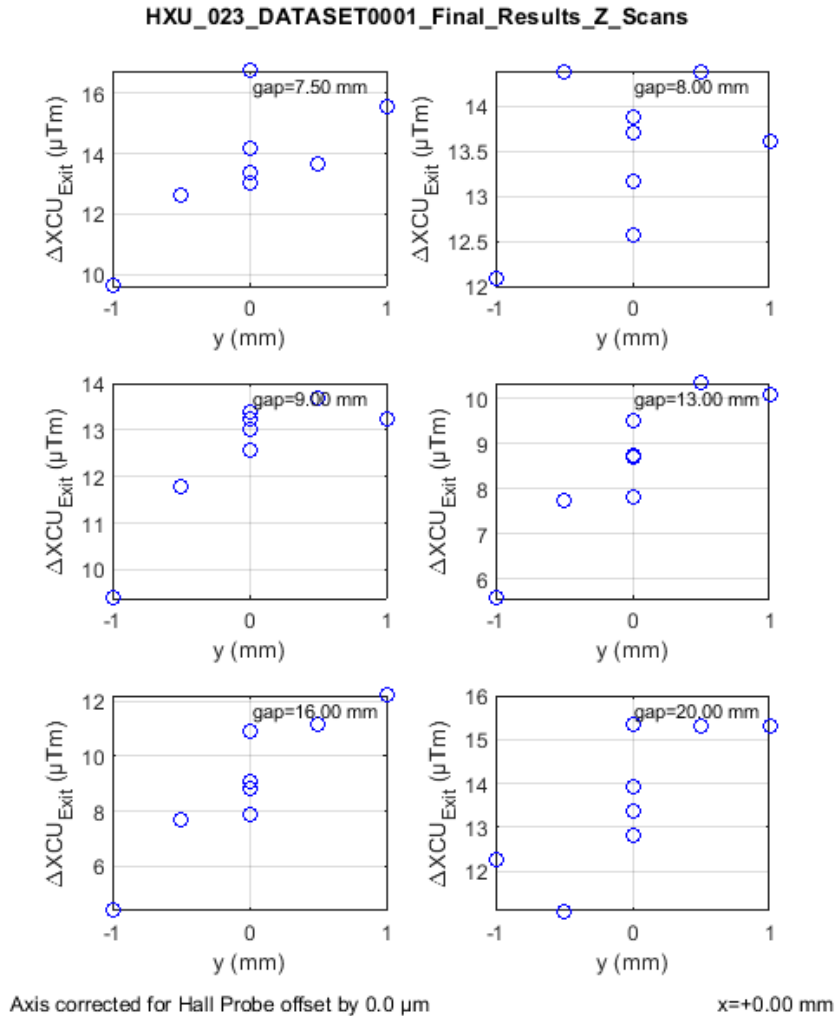 HXU_023_DATASET0001_Final_Results_Z_Scans
gap=7.50 mm
16
14
12
10
ΔXCU_Exit (µTm)
-1 0 1
y (mm)
gap=8.00 mm
14
13.5
13
12.5
12
ΔXCU_Exit (µTm)
-1 0 1
y (mm)
gap=9.00 mm
14
13
12
11
10
ΔXCU_Exit (µTm)
-1 0 1
y (mm)
gap=13.00 mm
10
9
8
7
6
ΔXCU_Exit (µTm)
-1 0 1
y (mm)
gap=16.00 mm
12
10
8
6
ΔXCU_Exit (µTm)
-1 0 1
y (mm)
gap=20.00 mm
16
15
14
13
12
ΔXCU_Exit (µTm)
-1 0 1
y (mm)
Axis corrected for Hall Probe offset by 0.0 µm
x=+0.00 mm